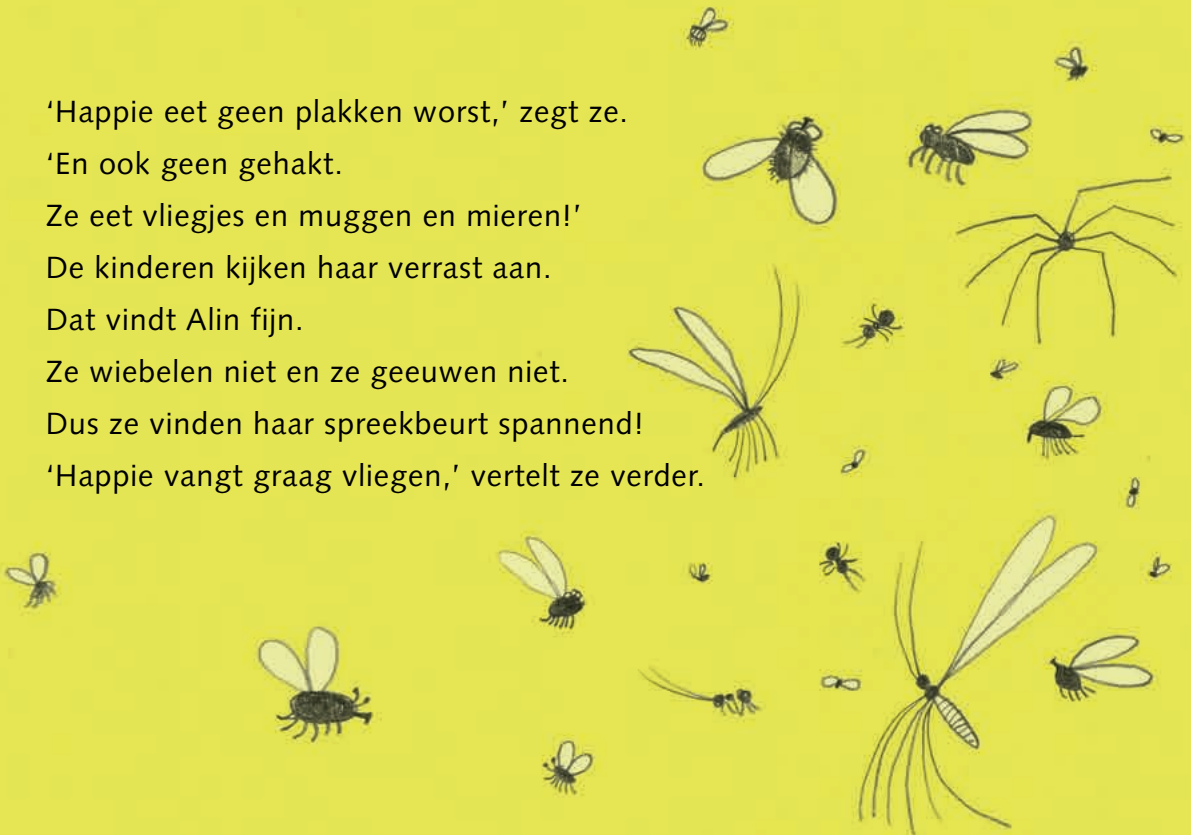 ‘Happie eet geen plakken worst,’ zegt ze.
‘En ook geen gehakt.
Ze eet vliegjes en muggen en mieren!’
De kinderen kijken haar verrast aan.
Dat vindt Alin fijn.
Ze wiebelen niet en ze geeuwen niet.
Dus ze vinden haar spreekbeurt spannend!
‘Happie vangt graag vliegen,’ vertelt ze verder.